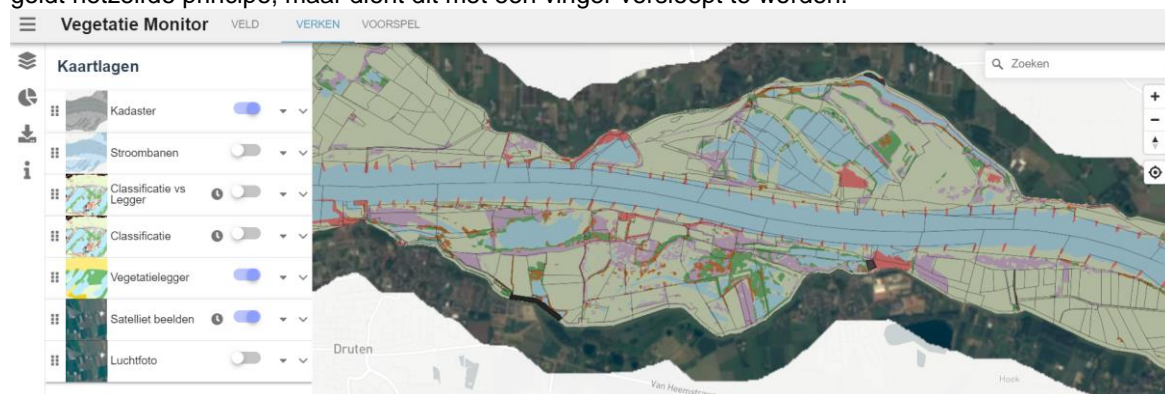 geldt hetzelfde principe, maar dient dit met een vinger versleept te worden.
Vegetatie Monitor VELD VERKEN VOORSPEL
Kaartlagen
Zoeken
Kadaster
Stroombanen
Classificatie vs
Legger
Classificatie
Vegetatielegger
Satelliet beelden
Luchtfoto
Druten
Van Heemstra
Hoek